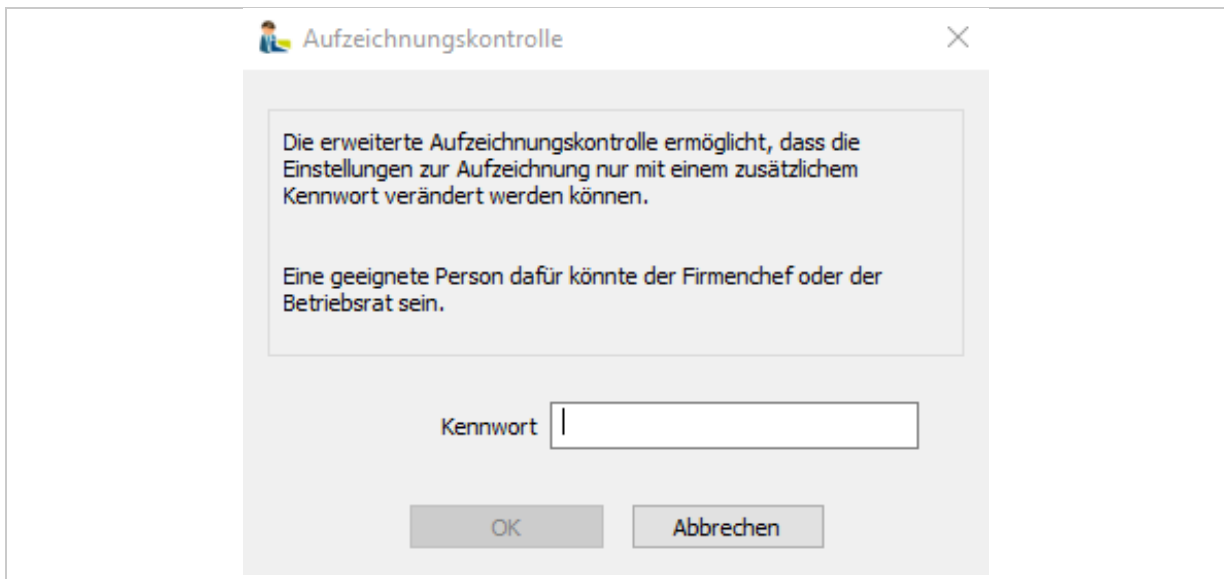 Aufzeichnungskontrolle
Die erweiterte Aufzeichnungskontrolle ermöglicht, dass die
Einstellungen zur Aufzeichnung nur mit einem zusätzlichem
Kennwort verändert werden können.
Eine geeignete Person dafür könnte der Firmenchef oder der
Betriebsrat sein.
Kennwort
OK
Abbrechen